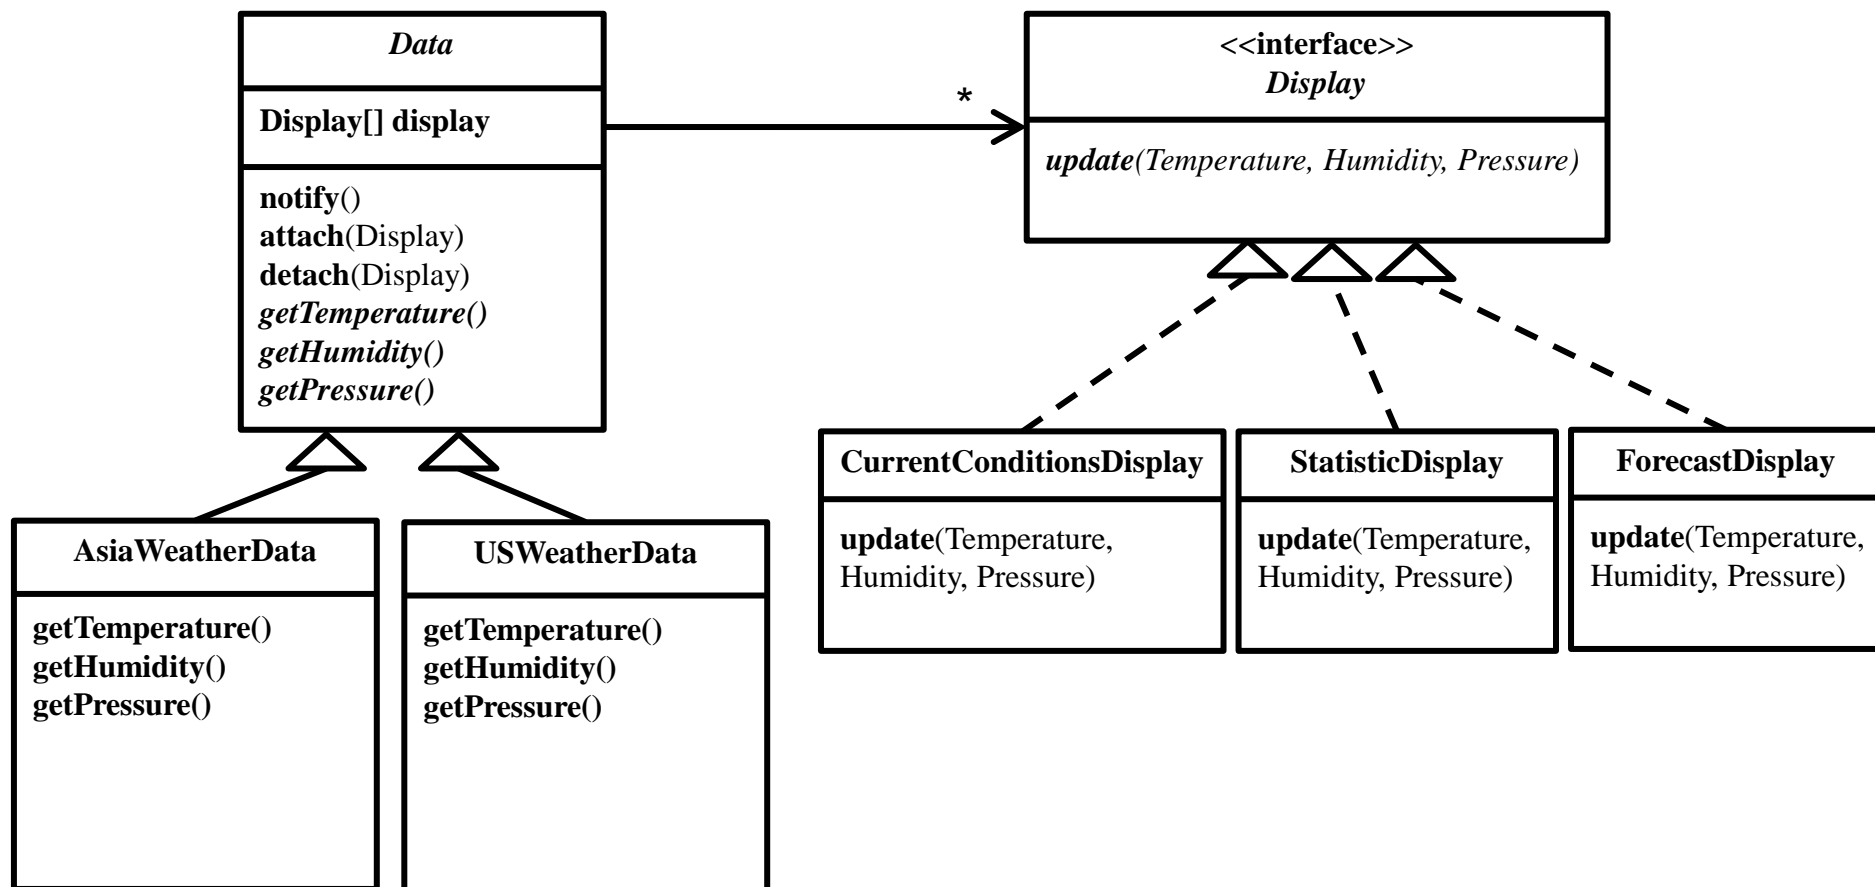 Data
Display[] display
notify()
attach(Display)
detach(Display)
getTemperature()
getHumidity()
getPressure()
*
<<interface>>
Display
update(Temperature, Humidity, Pressure)
AsiaWeatherData
getTemperature()
getHumidity()
getPressure()
USWeatherData
getTemperature()
getHumidity()
getPressure()
CurrentConditionsDisplay
update(Temperature,
Humidity, Pressure)
StatisticDisplay
update(Temperature,
Humidity, Pressure)
ForecastDisplay
update(Temperature,
Humidity, Pressure)